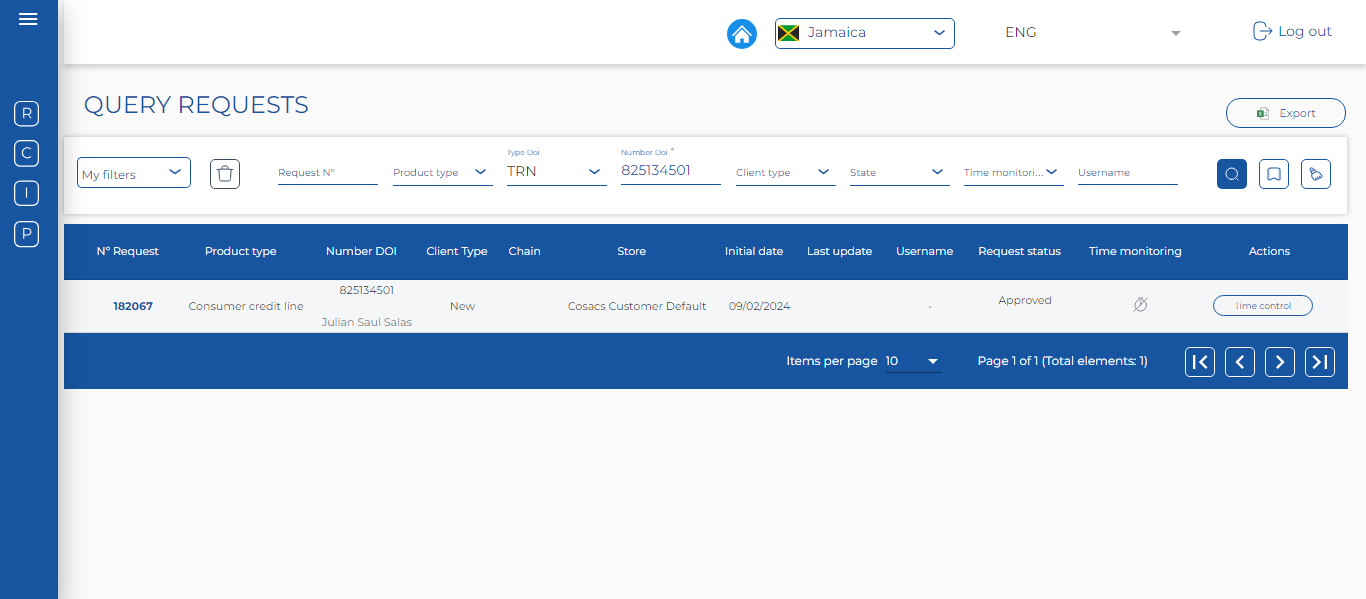 Jamaica
ENG
Log out
R
C
I
P
QUERY REQUESTS
Export
My filters
Request Nº
Product type
Type Doi
TRN
Number Doi *
825134501
Client type
State
Time monitori...
Username
Nº Request Product type Number DOI Client Type Chain Store Initial date Last update Username Request status Time monitoring Actions
182067 Consumer credit line 825134501 New Cosacs Customer Default 09/02/2024 - Approved Time control
Julian Saul Salas
Items per page 10 Page 1 of 1 (Total elements: 1)